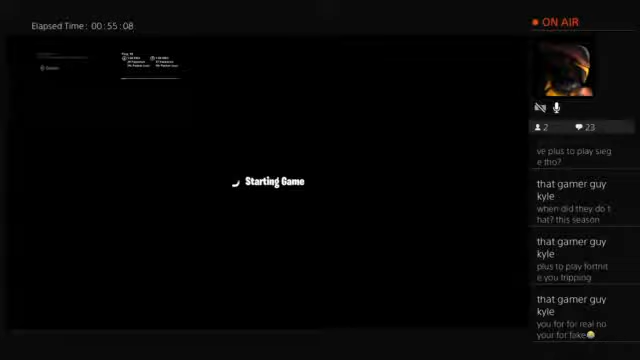 Elapsed Time : 00:55:08
ON AIR
2
23
Starting Game
ve plus to play sieg
e tho?
that gamer guy
kyle
when did they do t
hat? this season
that gamer guy
kyle
plus to play fortnit
e you tripping
that gamer guy
kyle
you for for real no
your for fake😂